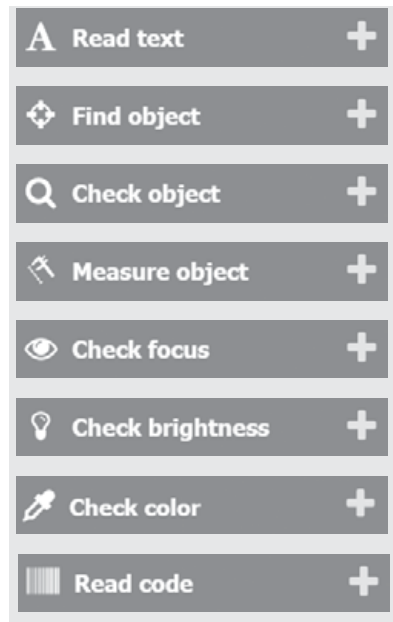 Read text
Find object
Check object
Measure object
Check focus
Check brightness
Check color
Read code